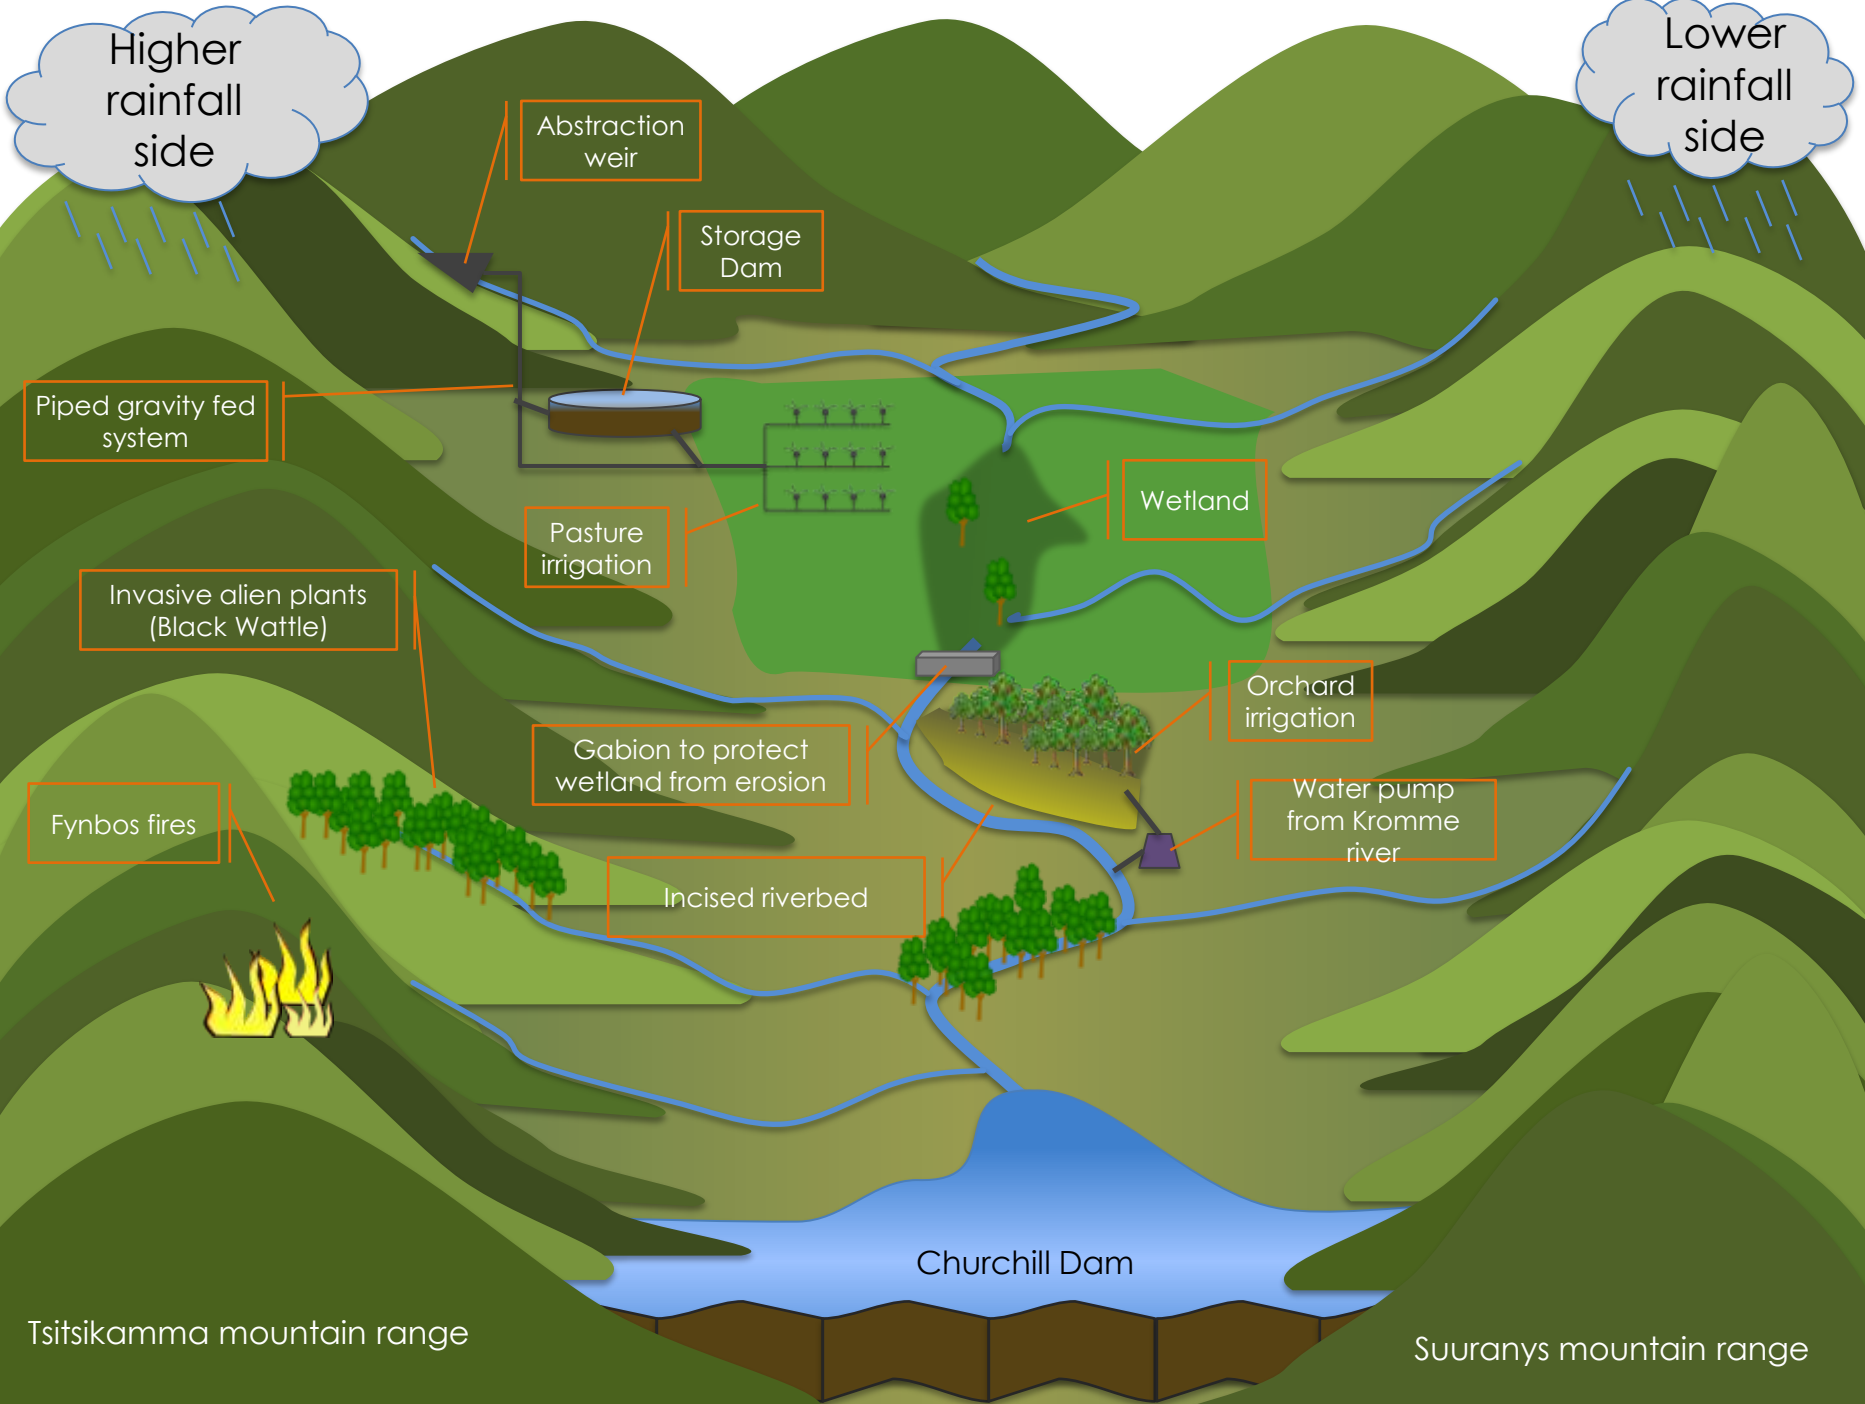 Higher
rainfall
side
Lower
rainfall
side
Abstraction
weir
Storage
Dam
Piped gravity fed
system
Wetland
Pasture
irrigation
Invasive alien plants
(Black Wattle)
Orchard
irrigation
Gabion to protect
wetland from erosion
Fynbos fires
Water pump
from Kromme
river
Incised riverbed
Churchill Dam
Tsitsikamma mountain range
Suuranys mountain range